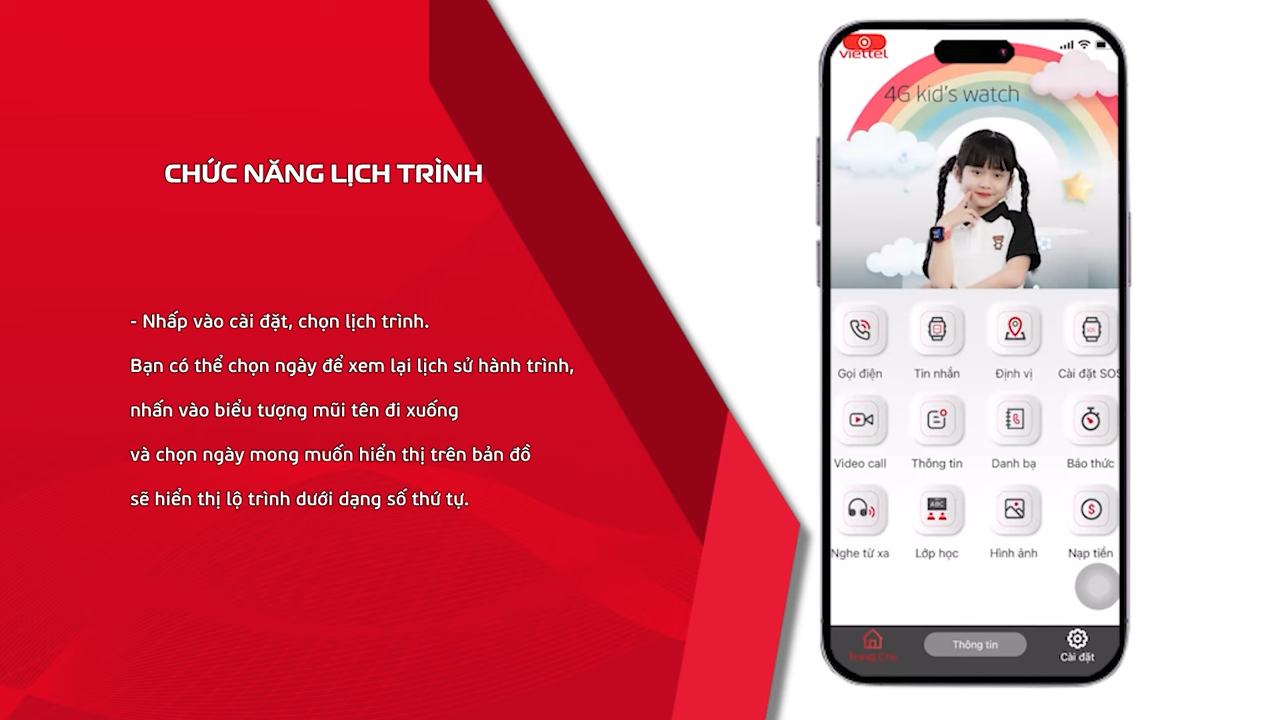 CHỨC NĂNG LỊCH TRÌNH
- Nhấp vào cài đặt, chọn lịch trình.
Bạn có thể chọn ngày để xem lại lịch sử hành trình,
nhấn vào biểu tượng mũi tên đi xuống
và chọn ngày mong muốn hiển thị trên bản đồ
sẽ hiển thị lộ trình dưới dạng số thứ tự.
viettel
4G kid's watch
Gọi điện Tin nhắn Định vị Cài đặt SOS
Video call Thông tin Danh bạ Báo thức
ABC
Nghe từ xa Lớp học Hình ảnh Nạp tiền
Trang Chủ Thông tin Cài đặt